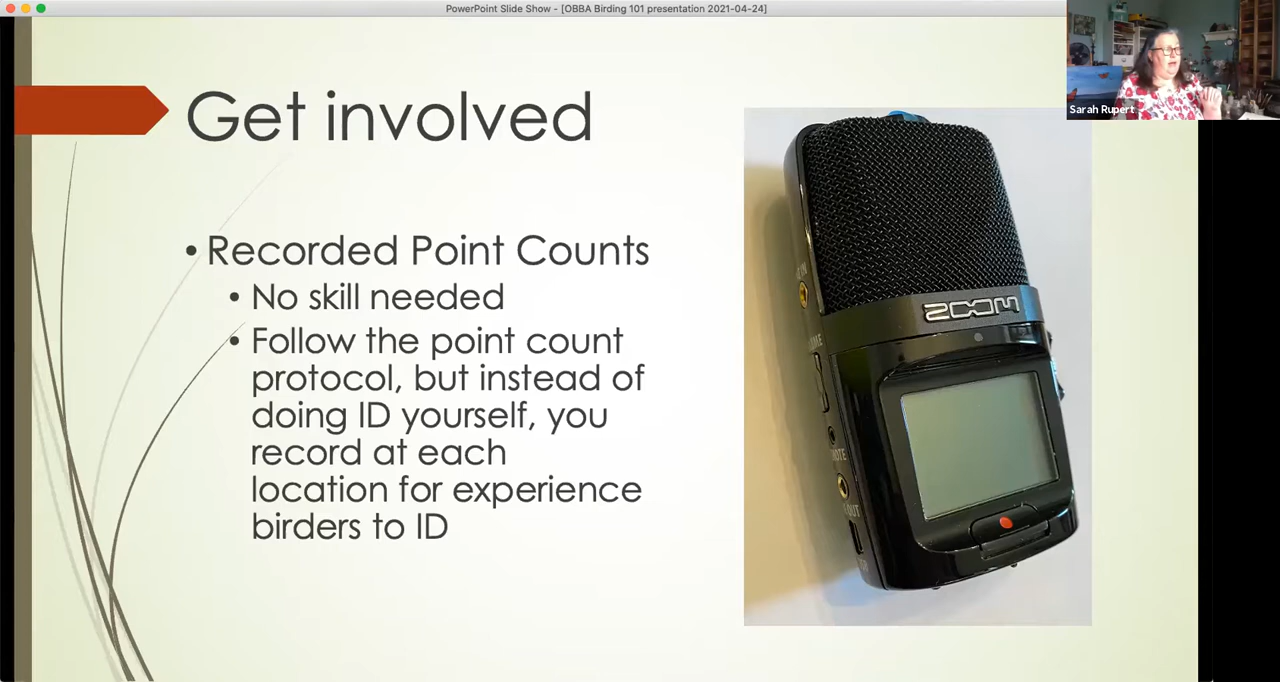 PowerPoint Slide Show - [OBBA Birding 101 presentation 2021-04-24]
Sarah Rupert
Get involved
• Recorded Point Counts
• No skill needed
• Follow the point count
protocol, but instead of
doing ID yourself, you
record at each
location for experience
birders to ID
zoom